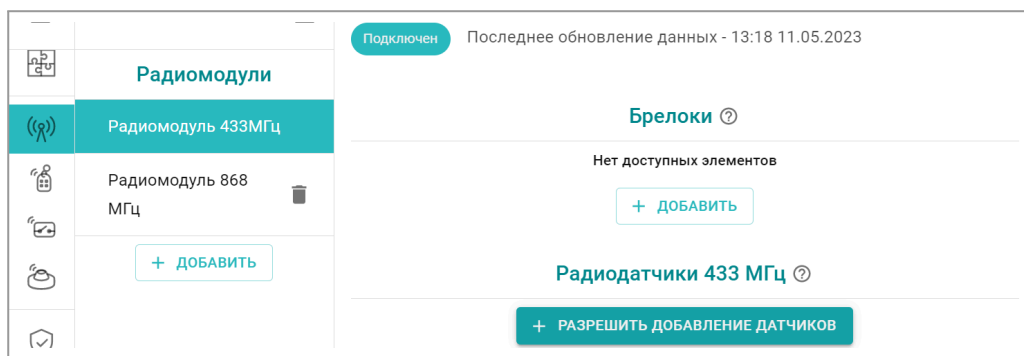 Подключен Последнее обновление данных - 13:18 11.05.2023
Радиомодули
Радиомодуль 433МГц
Радиомодуль 868
МГц
+ ДОБАВИТЬ
Брелоки
Нет доступных элементов
+ ДОБАВИТЬ
Радиодатчики 433 МГц
+ РАЗРЕШИТЬ ДОБАВЛЕНИЕ ДАТЧИКОВ